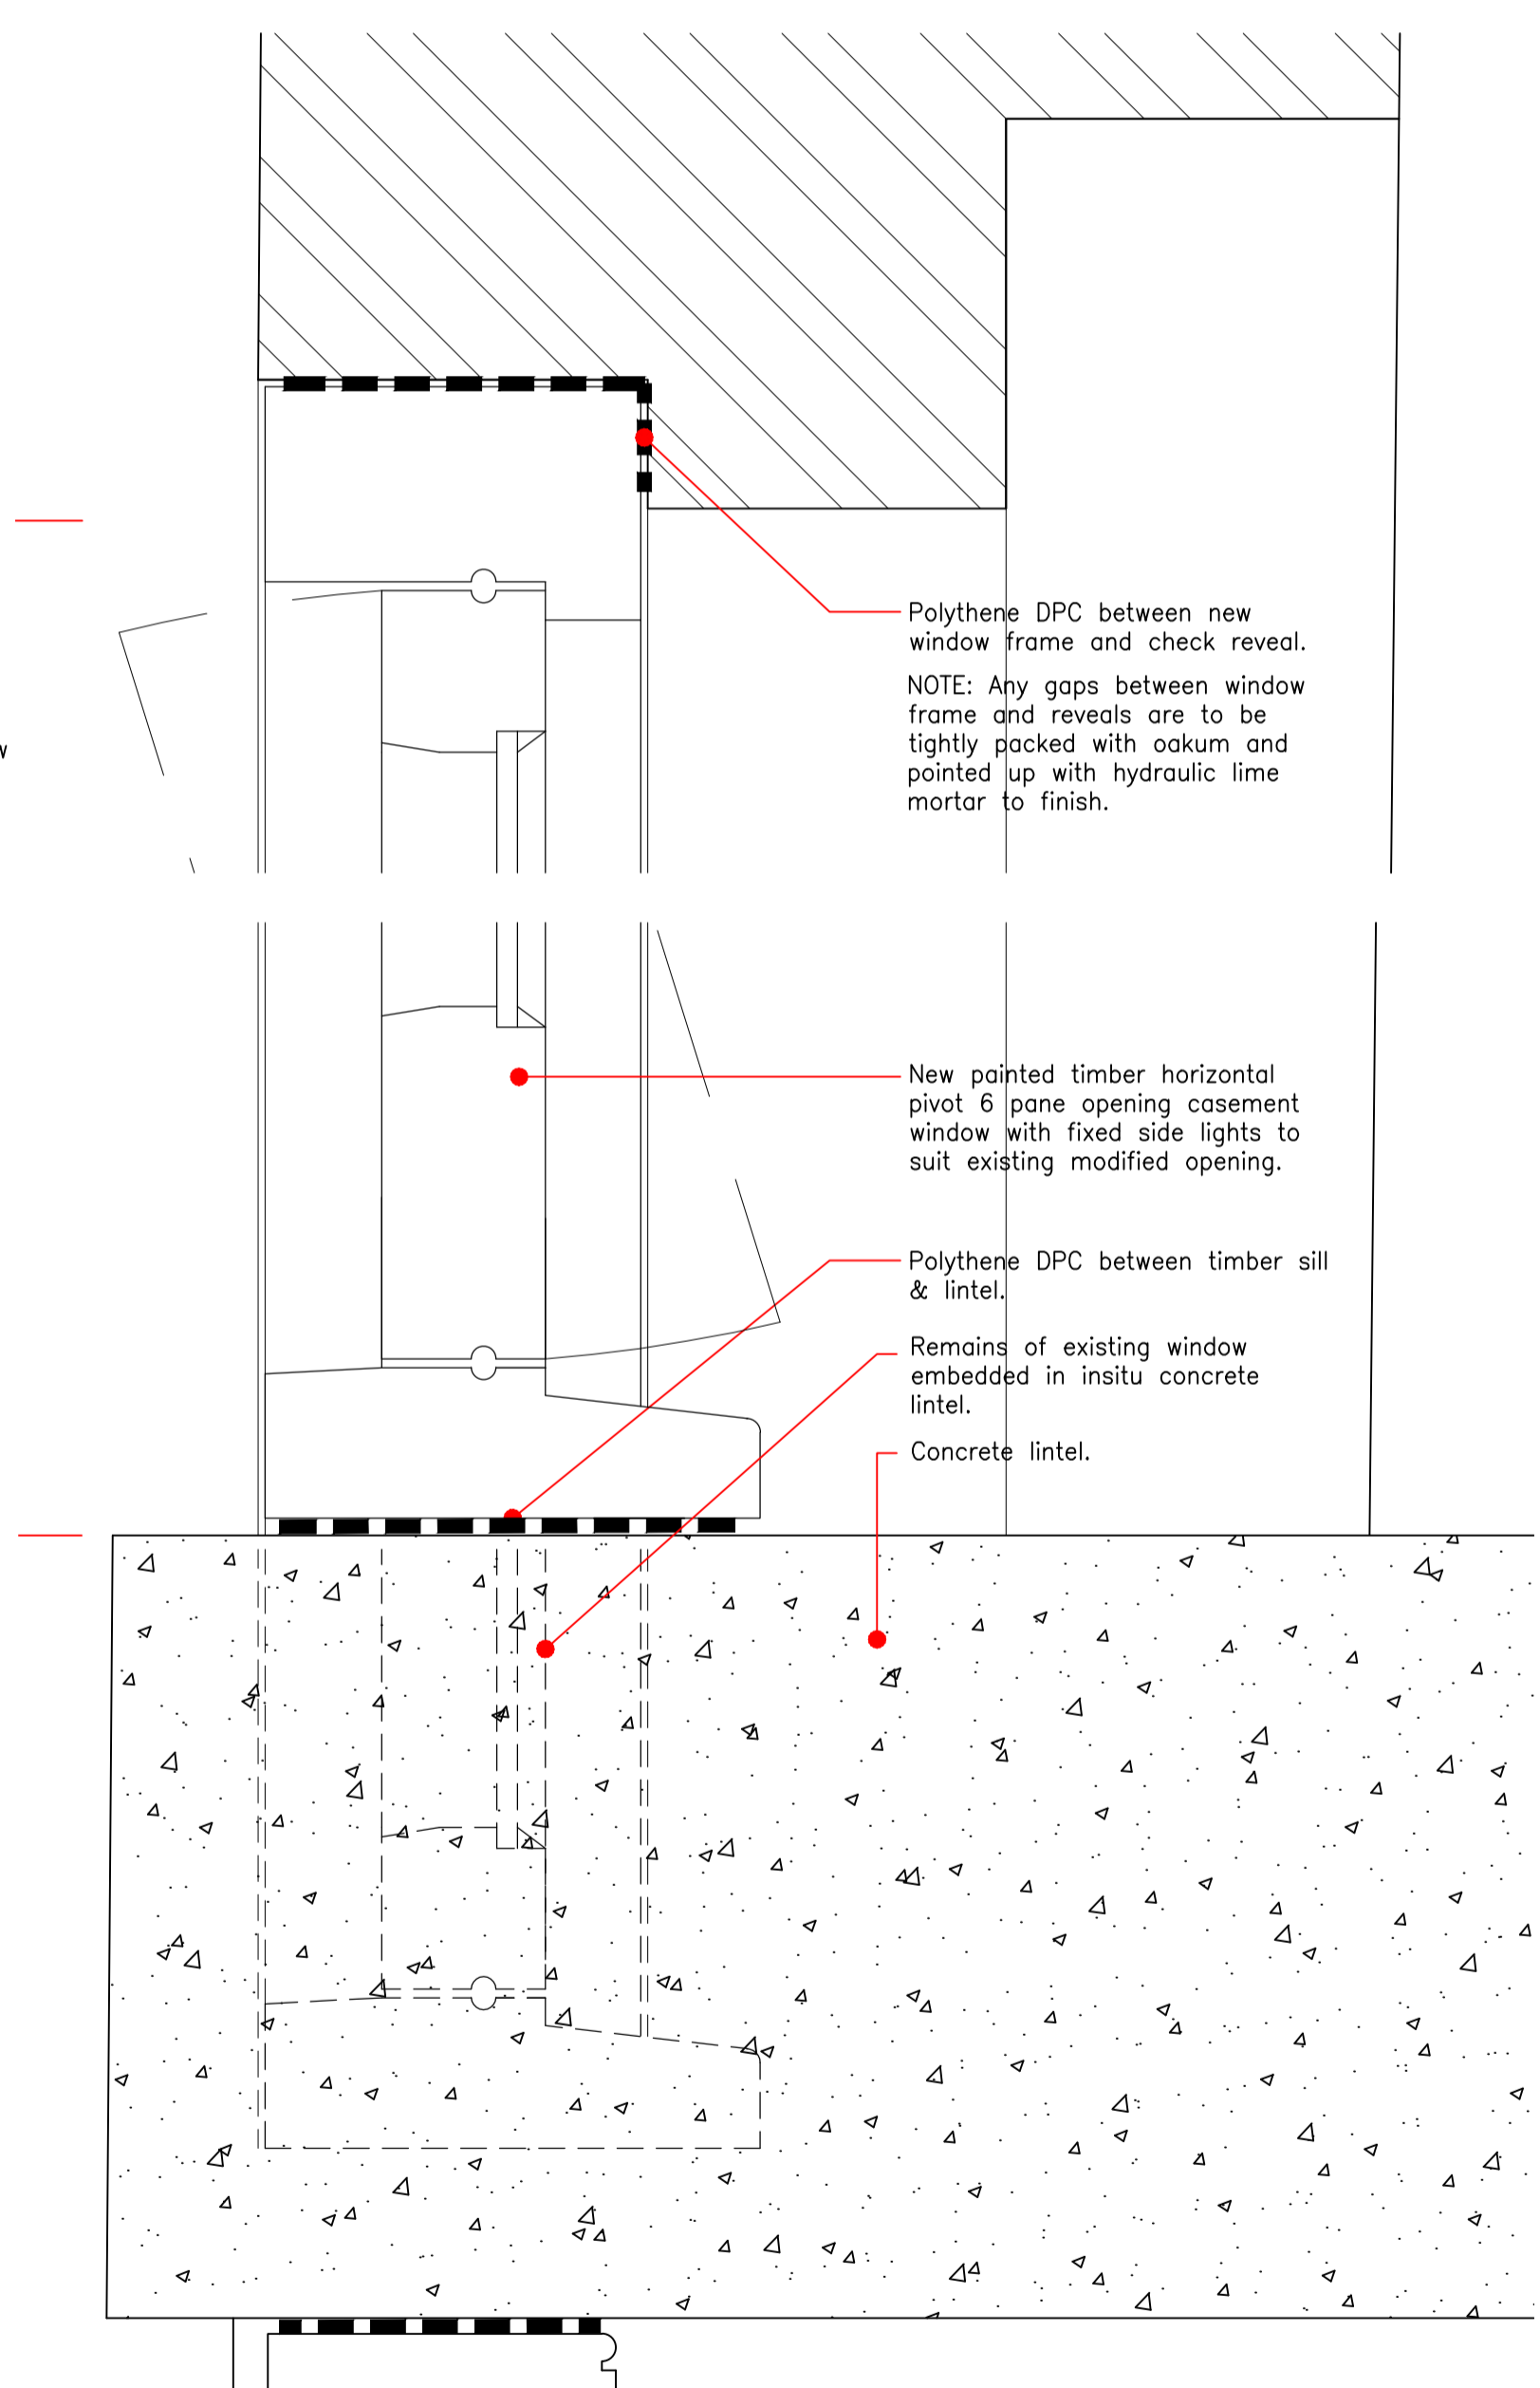 Polythene DPC between new
window frame and check reveal.
NOTE: Any gaps between window
frame and reveals are to be
tightly packed with oakum and
pointed up with hydraulic lime
mortar to finish.
New painted timber horizontal
pivot 6 pane opening casement
window with fixed side lights to
suit existing modified opening.
Polythene DPC between timber sill
& lintel.
Remains of existing window
embedded in insitu concrete
lintel.
Concrete lintel.